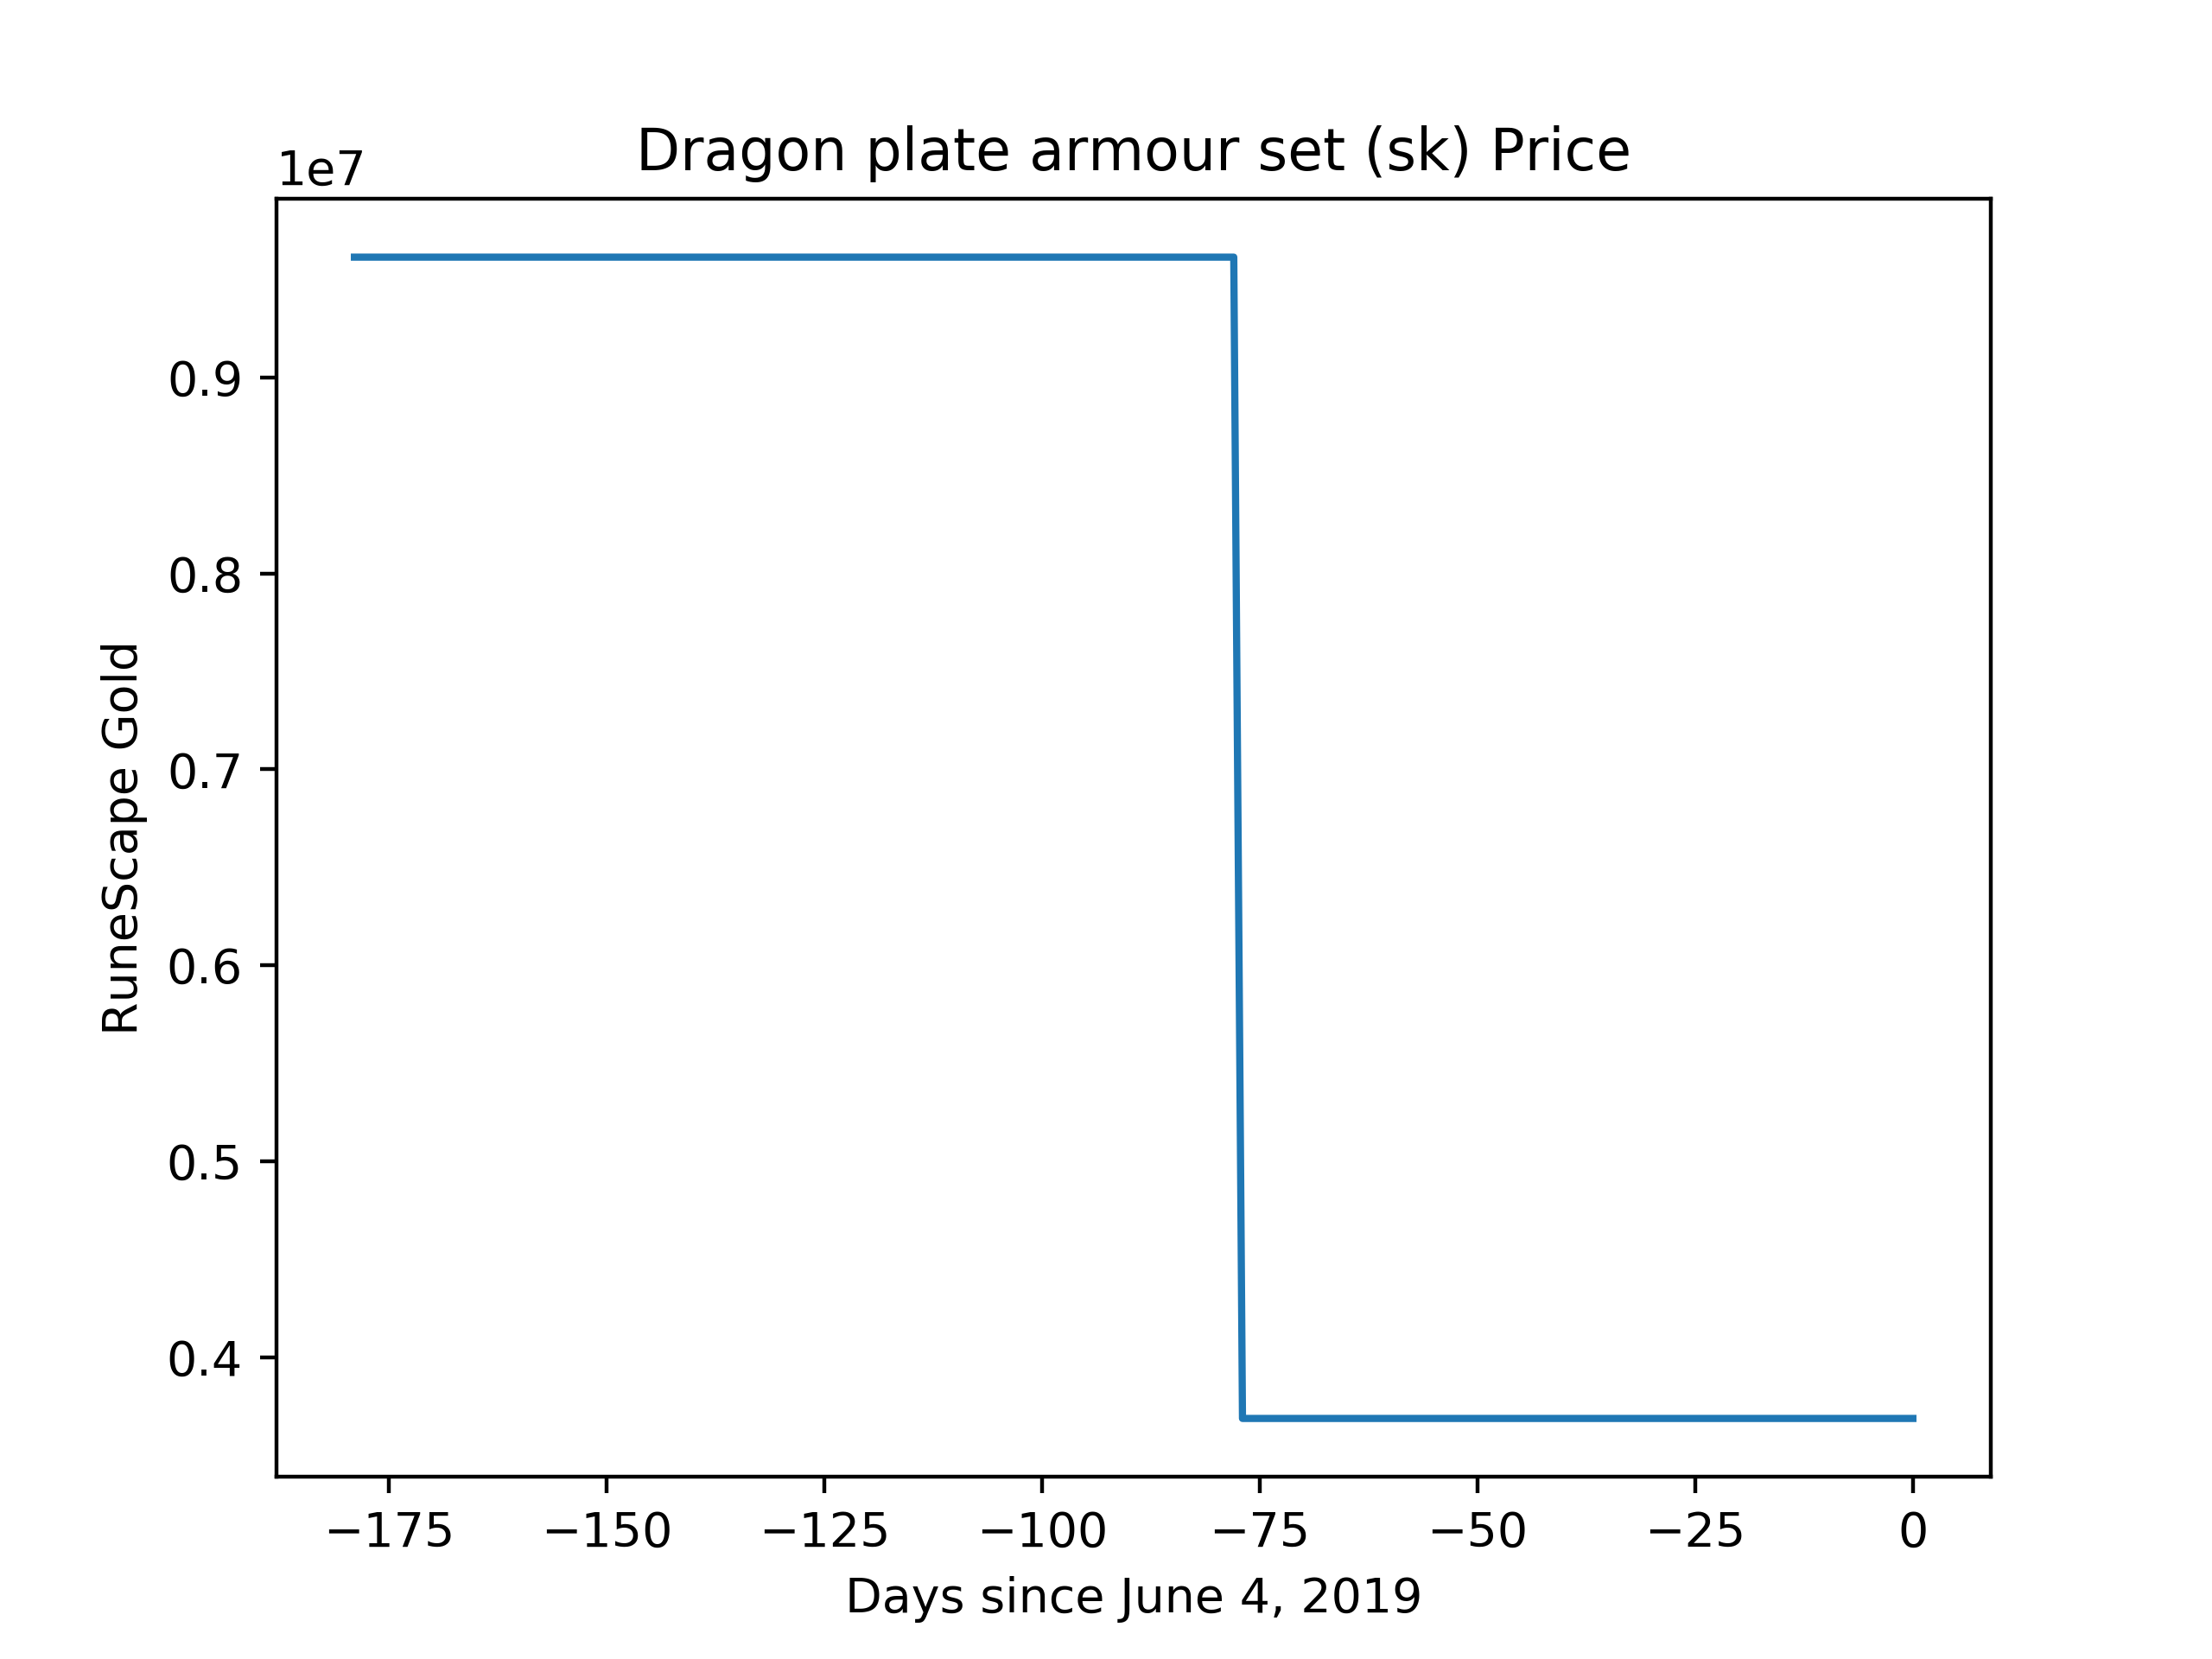 Dragon plate armour set (sk) Price
1e7
0.9
0.8
0.7
0.6
0.5
0.4
RuneScape Gold
−175 −150 −125 −100 −75 −50 −25 0
Days since June 4, 2019